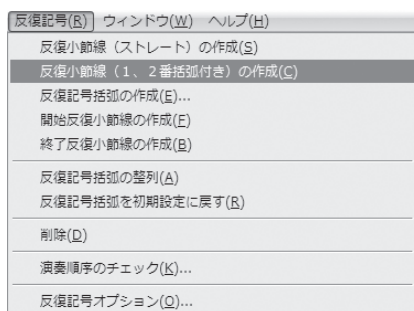 反復記号(R) ウィンドウ(W) ヘルプ(H)
反復小節線（ストレート）の作成(S)
反復小節線（１、２番括弧付き）の作成(C)
反復記号括弧の作成(E)...
開始反復小節線の作成(F)
終了反復小節線の作成(B)
反復記号括弧の整列(A)
反復記号括弧を初期設定に戻す(R)
削除(D)
演奏順序のチェック(K)...
反復記号オプション(O)...